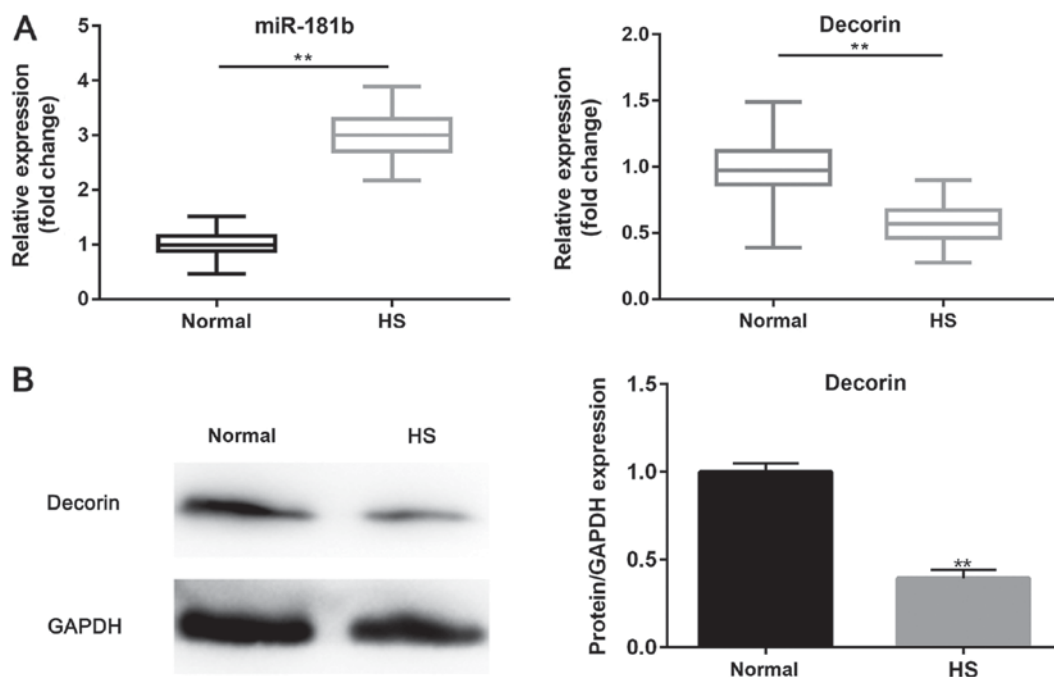 A
miR-181b
Relative expression
(fold change)
5
4
3
2
1
0
**
Normal
HS
Decorin
Relative expression
(fold change)
2.0
1.5
1.0
0.5
0.0
**
Normal
HS
B
Normal
HS
Decorin
GAPDH
Decorin
Protein/GAPDH expression
1.5
1.0
0.5
0.0
**
Normal
HS